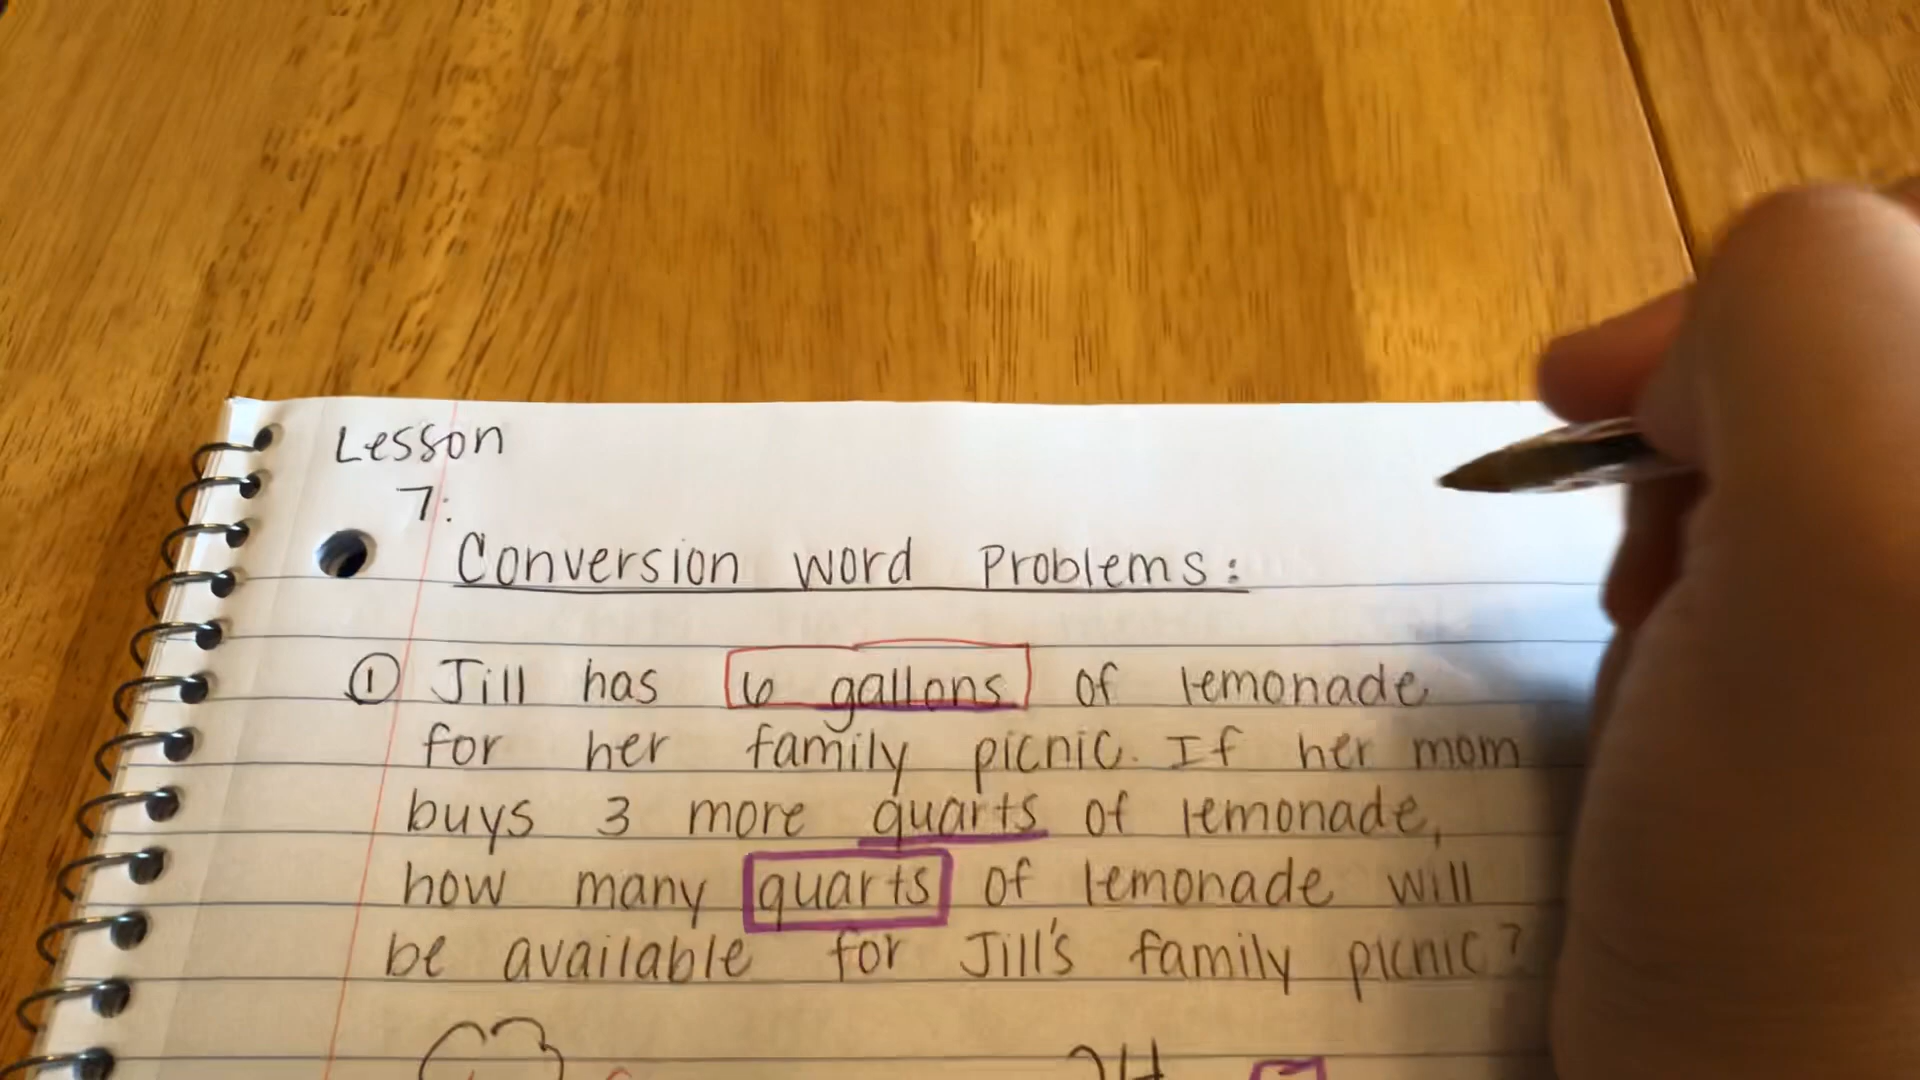 Lesson
7:
Conversion word Problems:
① Jill has 6 gallons of lemonade
for her family picnic. If her mom
buys 3 more quarts of lemonade,
how many quarts of lemonade will
be available for Jill's family picnic?